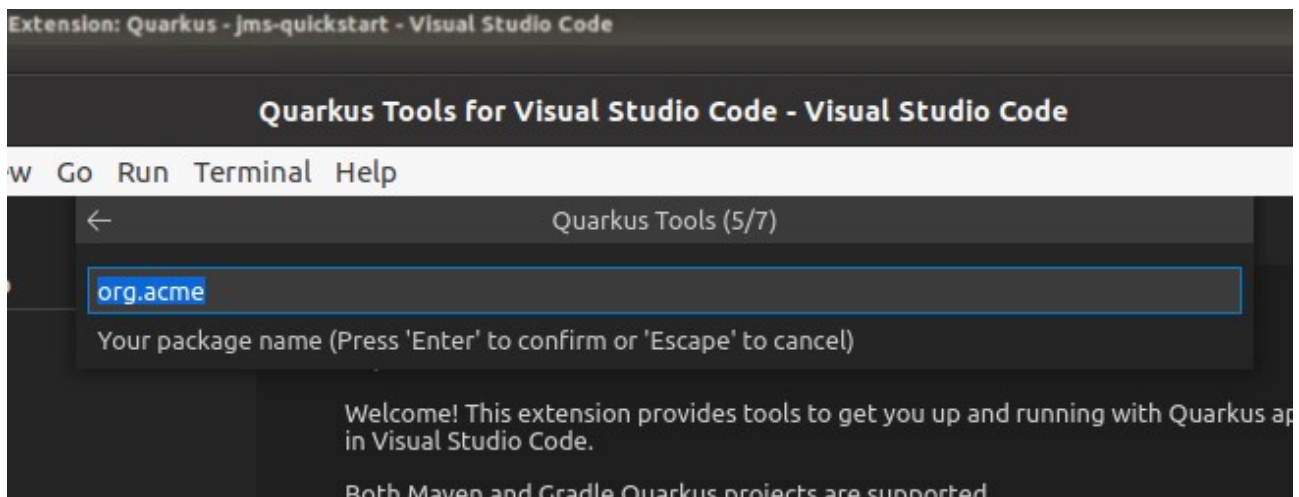 Extension: Quarkus - jms-quickstart - Visual Studio Code
Quarkus Tools for Visual Studio Code - Visual Studio Code
Go Run Terminal Help
← Quarkus Tools (5/7)
org.acme
Your package name (Press 'Enter' to confirm or 'Escape' to cancel)
Welcome! This extension provides tools to get you up and running with Quarkus
in Visual Studio Code.
Both Maven and Gradle Quarkus projects are supported